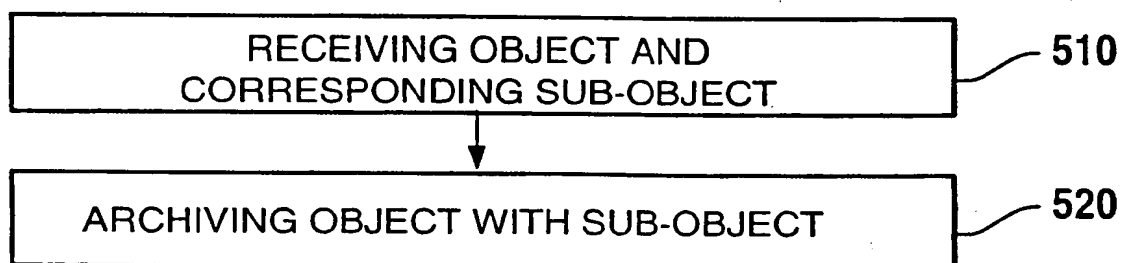 RECEIVING OBJECT AND
CORRESPONDING SUB-OBJECT
510
ARCHIVING OBJECT WITH SUB-OBJECT
520